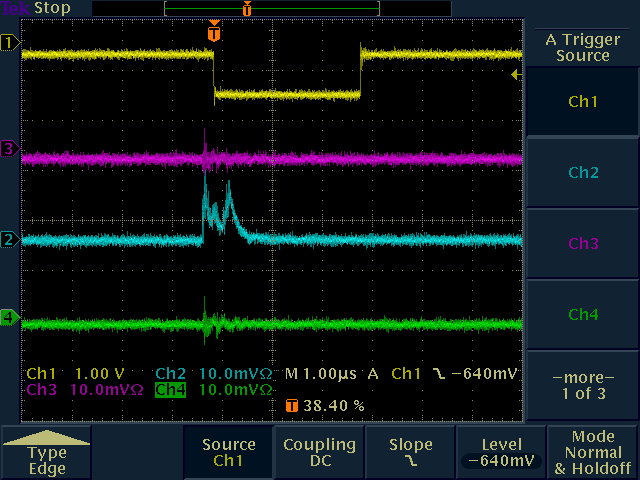 Tek Stop
T
T
1
A Trigger
Source
Ch1
3
Ch2
2
Ch3
4
Ch4
Ch1 1.00 V Ch2 10.0mVΩ M 1.00µs A Ch1 −640mV
Ch3 10.0mVΩ Ch4 10.0mVΩ
T 38.40 %
−more−
1 of 3
Type
Edge
Source
Ch1
Coupling
DC
Slope
Level
−640mV
Mode
Normal
& Holdoff